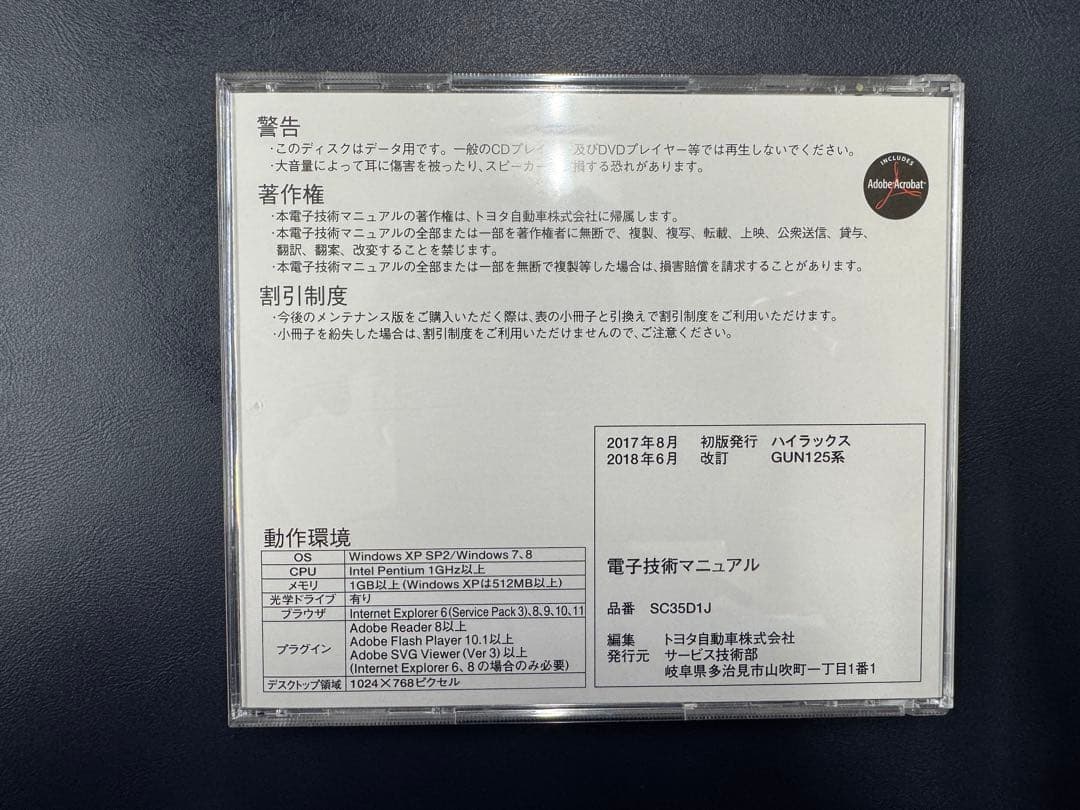 警告
・このディスクはデータ用です。一般のCDプレイ 及びDVDプレイヤー等では再生しないでください。
・大音量によって耳に傷害を被ったり、スピーカー 損する恐れがあります。
INCLUDES
Adobe Acrobat
著作権
・本電子技術マニュアルの著作権は、トヨタ自動車株式会社に帰属します。
・本電子技術マニュアルの全部または一部を著作権者に無断で、複製、複写、転載、上映、公衆送信、貸与、
翻訳、翻案、改変することを禁じます。
・本電子技術マニュアルの全部または一部を無断で複製等した場合は、損害賠償を請求することがあります。
割引制度
・今後のメンテナンス版をご購入いただく際は、表の小冊子と引換えで割引制度をご利用いただけます。
・小冊子を紛失した場合は、割引制度をご利用いただけませんので、ご注意ください。
動作環境
OS Windows XP SP2/Windows 7、8
CPU Intel Pentium 1GHz以上
メモリ 1GB以上(Windows XPは512MB以上)
光学ドライブ 有り
ブラウザ Internet Explorer 6(Service Pack 3)、8、9、10、11
プラグイン Adobe Reader 8以上
Adobe Flash Player 10.1以上
Adobe SVG Viewer(Ver 3)以上
(Internet Explorer 6、8の場合のみ必要)
デスクトップ領域 1024×768ピクセル
2017年8月 初版発行 ハイラックス
2018年6月 改訂 GUN125系
電子技術マニュアル
品番 SC35D1J
編集 トヨタ自動車株式会社
発行元 サービス技術部
岐阜県多治見市山吹町一丁目1番1